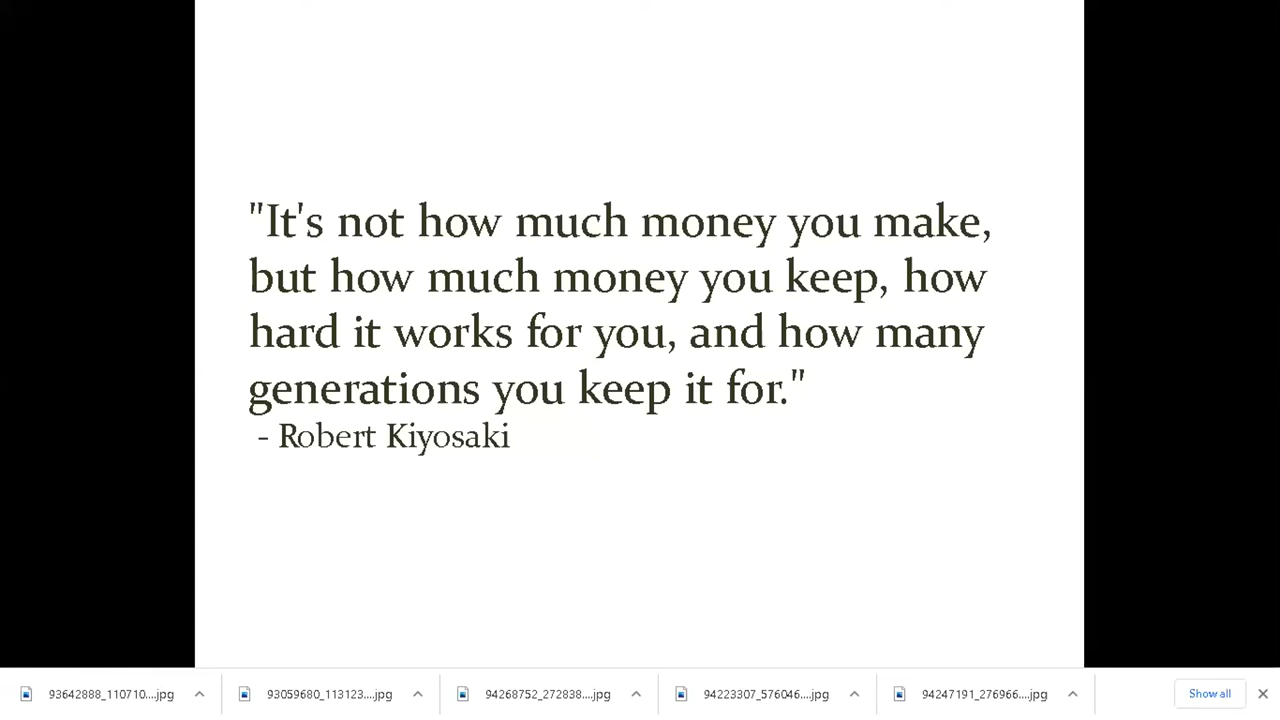 "It's not how much money you make,
but how much money you keep, how
hard it works for you, and how many
generations you keep it for."
- Robert Kiyosaki
93642888_110710....jpg
93059680_113123....jpg
94268752_272838....jpg
94223307_576046....jpg
94247191_276966....jpg
Show all